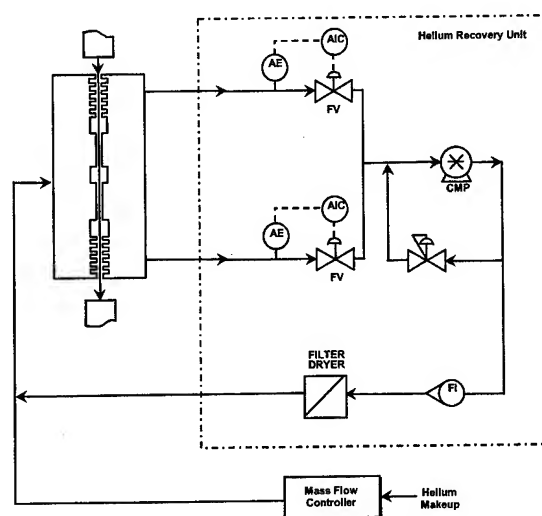 Helium Recovery Unit
AIC
AE
FV
CMP
AIC
AE
FV
FILTER
DRYER
FI
Mass Flow
Controller
Helium
Makeup